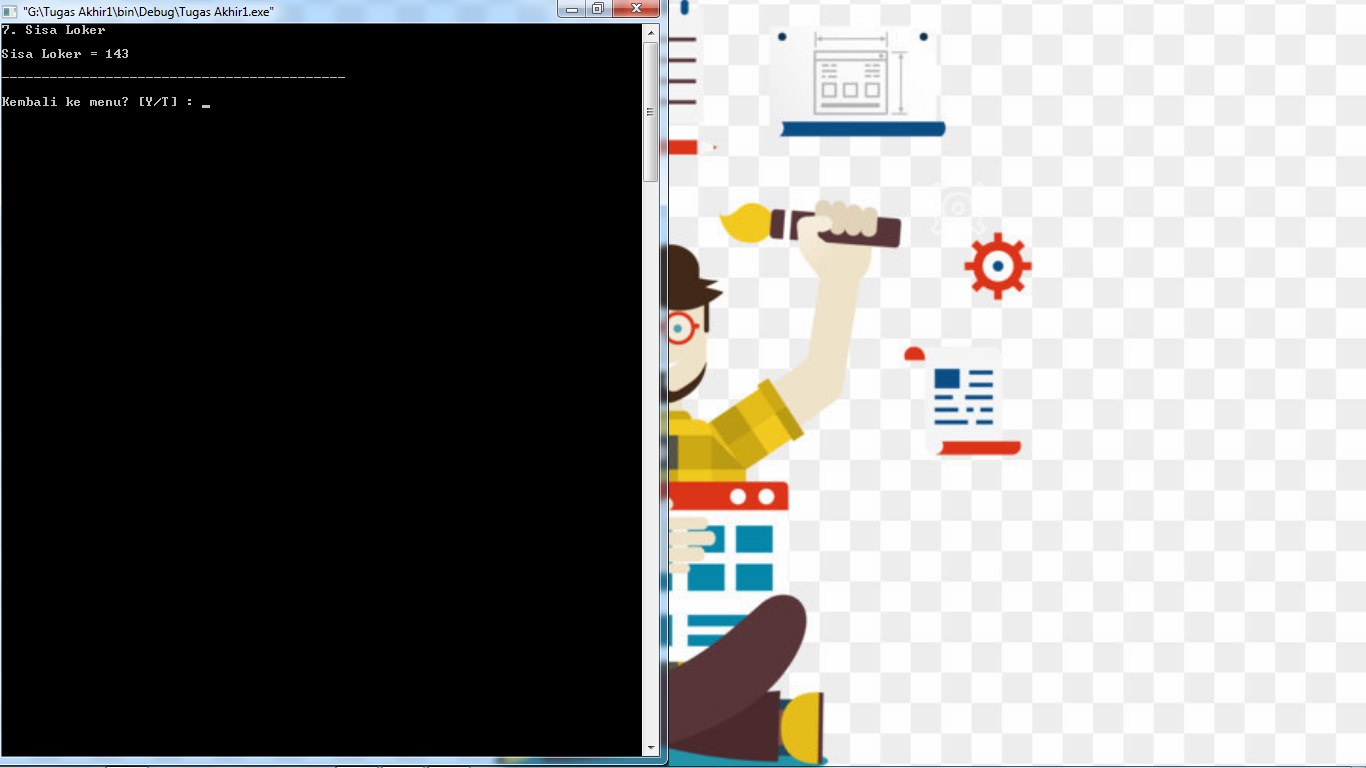 "G:\Tugas Akhir1\bin\Debug\Tugas Akhir1.exe"
7. Sisa Loker
Sisa Loker = 143
-------------------------------------------
Kembali ke menu? [Y/T] : _